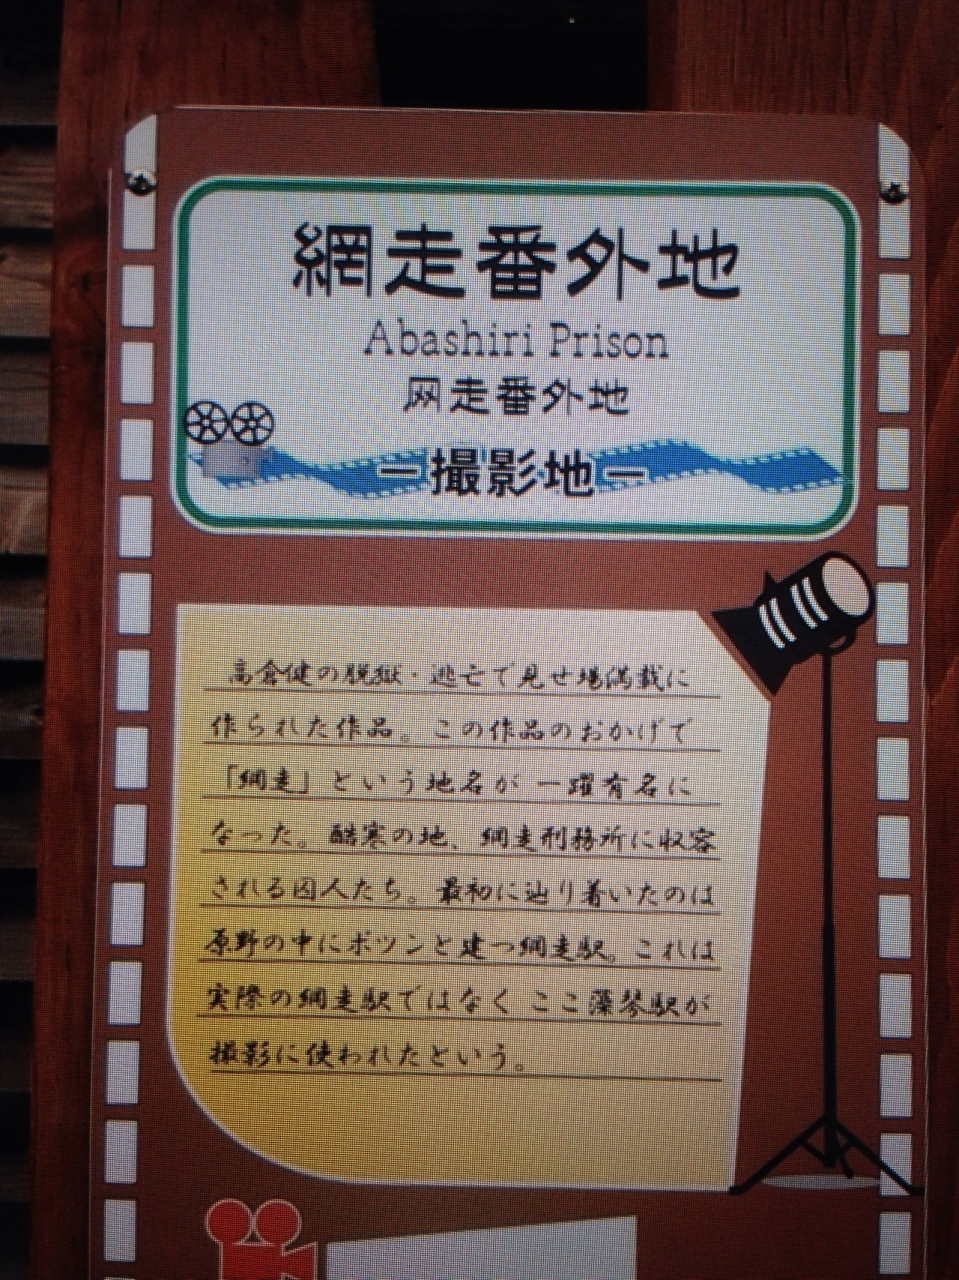 網走番外地
Abashiri Prison
网走番外地
－撮影地－
高倉健の脱獄・逃亡で見せ場満載に
作られた作品。この作品のおかげで
「網走」という地名が一躍有名に
なった。酷寒の地、網走刑務所に収容
される囚人たち。最初に辿り着いたのは
原野の中にポツンと建つ網走駅。これは
実際の網走駅ではなくここ藻琴駅が
撮影に使われたという。